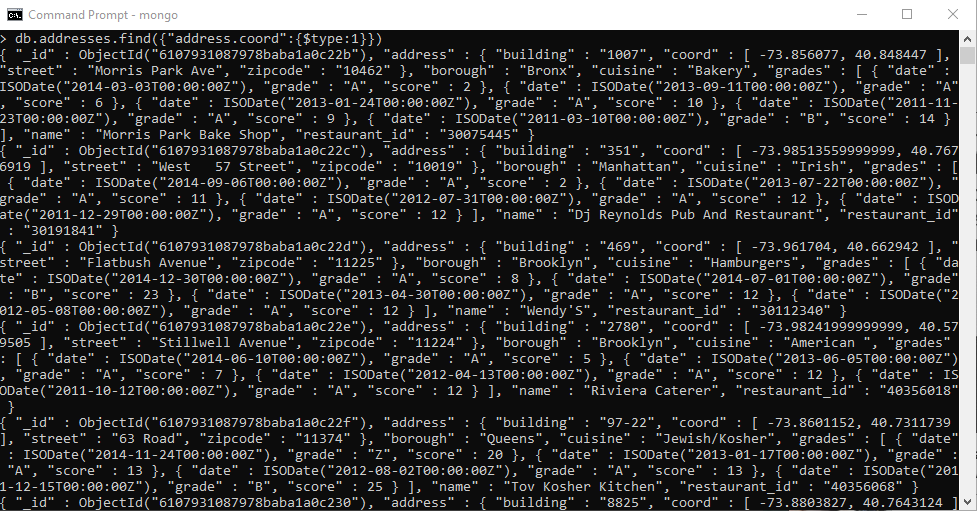 Command Prompt - mongo
> db.addresses.find({"address.coord":{$type:1}})
{ "_id" : ObjectId("6107931087978baba1a0c22b"), "address" : { "building" : "1007", "coord" : [ -73.856077, 40.848447 ],
"street" : "Morris Park Ave", "zipcode" : "10462" }, "borough" : "Bronx", "cuisine" : "Bakery", "grades" : [ { "date" :
ISODate("2014-03-03T00:00:00Z"), "grade" : "A", "score" : 2 }, { "date" : ISODate("2013-09-11T00:00:00Z"), "grade" : "A"
, "score" : 6 }, { "date" : ISODate("2013-01-24T00:00:00Z"), "grade" : "A", "score" : 10 }, { "date" : ISODate("2011-11-
23T00:00:00Z"), "grade" : "A", "score" : 9 }, { "date" : ISODate("2011-03-10T00:00:00Z"), "grade" : "B", "score" : 14 }
], "name" : "Morris Park Bake Shop", "restaurant_id" : "30075445" }
{ "_id" : ObjectId("6107931087978baba1a0c22c"), "address" : { "building" : "351", "coord" : [ -73.98513559999999, 40.767
6919 ], "street" : "West   57 Street", "zipcode" : "10019" }, "borough" : "Manhattan", "cuisine" : "Irish", "grades" : [
 { "date" : ISODate("2014-09-06T00:00:00Z"), "grade" : "A", "score" : 2 }, { "date" : ISODate("2013-07-22T00:00:00Z"), "
grade" : "A", "score" : 11 }, { "date" : ISODate("2012-07-31T00:00:00Z"), "grade" : "A", "score" : 12 }, { "date" : ISOD
ate("2011-12-29T00:00:00Z"), "grade" : "A", "score" : 12 } ], "name" : "Dj Reynolds Pub And Restaurant", "restaurant_id"
 : "30191841" }
{ "_id" : ObjectId("6107931087978baba1a0c22d"), "address" : { "building" : "469", "coord" : [ -73.961704, 40.662942 ], "
street" : "Flatbush Avenue", "zipcode" : "11225" }, "borough" : "Brooklyn", "cuisine" : "Hamburgers", "grades" : [ { "da
te" : ISODate("2014-12-30T00:00:00Z"), "grade" : "A", "score" : 8 }, { "date" : ISODate("2014-07-01T00:00:00Z"), "grade"
 : "B", "score" : 23 }, { "date" : ISODate("2013-04-30T00:00:00Z"), "grade" : "A", "score" : 12 }, { "date" : ISODate("2
012-05-08T00:00:00Z"), "grade" : "A", "score" : 12 } ], "name" : "Wendy'S", "restaurant_id" : "30112340" }
{ "_id" : ObjectId("6107931087978baba1a0c22e"), "address" : { "building" : "2780", "coord" : [ -73.98241999999999, 40.57
9505 ], "street" : "Stillwell Avenue", "zipcode" : "11224" }, "borough" : "Brooklyn", "cuisine" : "American ", "grades"
: [ { "date" : ISODate("2014-06-10T00:00:00Z"), "grade" : "A", "score" : 5 }, { "date" : ISODate("2013-06-05T00:00:00Z")
, "grade" : "A", "score" : 7 }, { "date" : ISODate("2012-04-13T00:00:00Z"), "grade" : "A", "score" : 12 }, { "date" : IS
ODate("2011-10-12T00:00:00Z"), "grade" : "A", "score" : 12 } ], "name" : "Riviera Caterer", "restaurant_id" : "40356018"
 }
{ "_id" : ObjectId("6107931087978baba1a0c22f"), "address" : { "building" : "97-22", "coord" : [ -73.8601152, 40.7311739
], "street" : "63 Road", "zipcode" : "11374" }, "borough" : "Queens", "cuisine" : "Jewish/Kosher", "grades" : [ { "date"
 : ISODate("2014-11-24T00:00:00Z"), "grade" : "Z", "score" : 20 }, { "date" : ISODate("2013-01-17T00:00:00Z"), "grade" :
 "A", "score" : 13 }, { "date" : ISODate("2012-08-02T00:00:00Z"), "grade" : "A", "score" : 13 }, { "date" : ISODate("201
1-12-15T00:00:00Z"), "grade" : "B", "score" : 25 } ], "name" : "Tov Kosher Kitchen", "restaurant_id" : "40356068" }
{ "_id" : ObjectId("6107931087978baba1a0c230"), "address" : { "building" : "8825", "coord" : [ -73.8803827, 40.7643124 ]